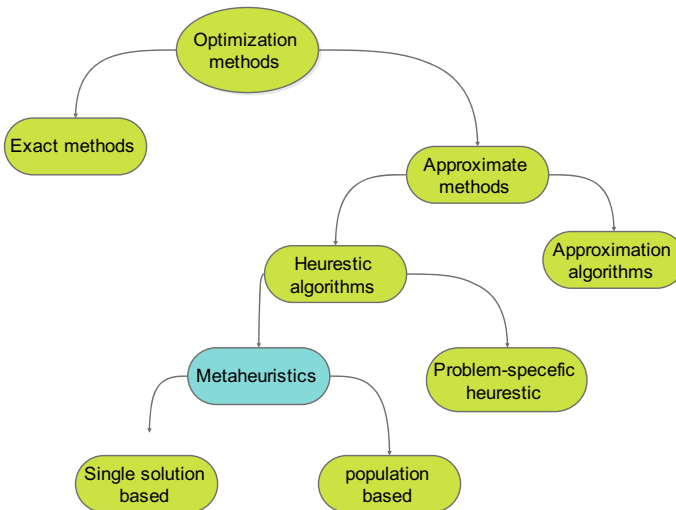 Optimization
methods
Exact methods
Approximate
methods
Approximation
algorithms
Heurestic
algorithms
Metaheuristics
Problem-specefic
heurestic
Single solution
based
population
based